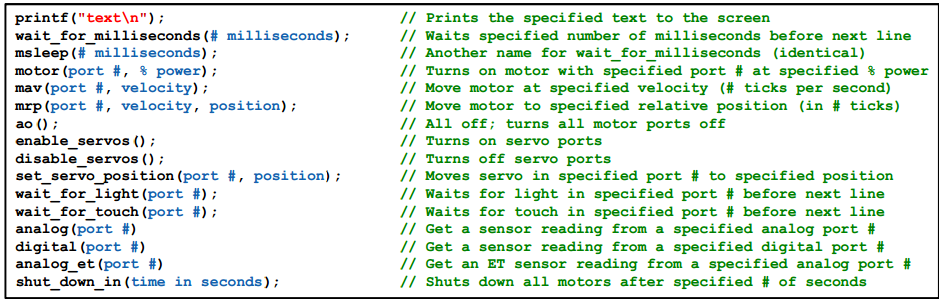 printf("text\n"); // Prints the specified text to the screen
wait_for_milliseconds(# milliseconds); // Waits specified number of milliseconds before next line
msleep(# milliseconds); // Another name for wait_for_milliseconds (identical)
motor(port #, % power); // Turns on motor with specified port # at specified % power
mav(port #, velocity); // Move motor at specified velocity (# ticks per second)
mrp(port #, velocity, position); // Move motor to specified relative position (in # ticks)
ao(); // All off; turns all motor ports off
enable_servos(); // Turns on servo ports
disable_servos(); // Turns off servo ports
set_servo_position(port #, position); // Moves servo in specified port # to specified position
wait_for_light(port #); // Waits for light in specified port # before next line
wait_for_touch(port #); // Waits for touch in specified port # before next line
analog(port #) // Get a sensor reading from a specified analog port #
digital(port #) // Get a sensor reading from a specified digital port #
analog_et(port #) // Get an ET sensor reading from a specified analog port #
shut_down_in(time in seconds); // Shuts down all motors after specified # of seconds